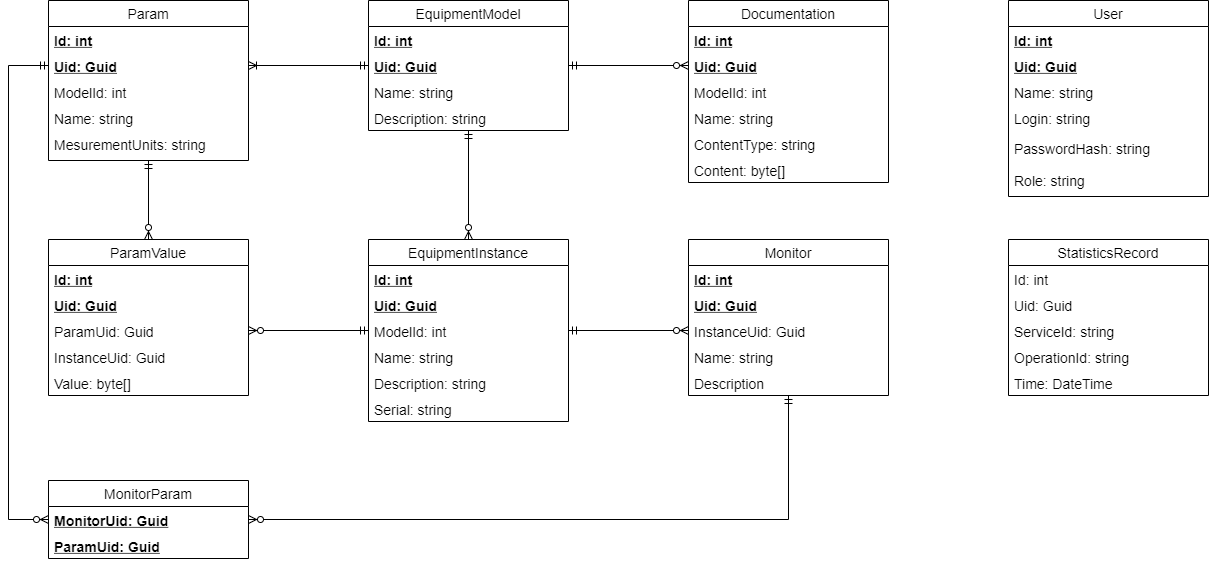 Param
Id: int
Uid: Guid
ModelId: int
Name: string
MesurementUnits: string
EquipmentModel
Id: int
Uid: Guid
Name: string
Description: string
Documentation
Id: int
Uid: Guid
ModelId: int
Name: string
ContentType: string
Content: byte[]
User
Id: int
Uid: Guid
Name: string
Login: string
PasswordHash: string
Role: string
ParamValue
Id: int
Uid: Guid
ParamUid: Guid
InstanceUid: Guid
Value: byte[]
EquipmentInstance
Id: int
Uid: Guid
ModelId: int
Name: string
Description: string
Serial: string
Monitor
Id: int
Uid: Guid
InstanceUid: Guid
Name: string
Description
StatisticsRecord
Id: int
Uid: Guid
ServiceId: string
OperationId: string
Time: DateTime
MonitorParam
MonitorUid: Guid
ParamUid: Guid